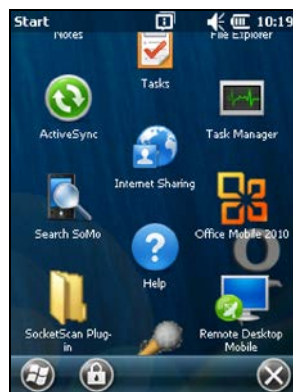 Start 10:19
Notes
File Explorer
Tasks
ActiveSync
Task Manager
Internet Sharing
Search SoMo
Office Mobile 2010
Help
SocketScan Plug-
in
Remote Desktop
Mobile